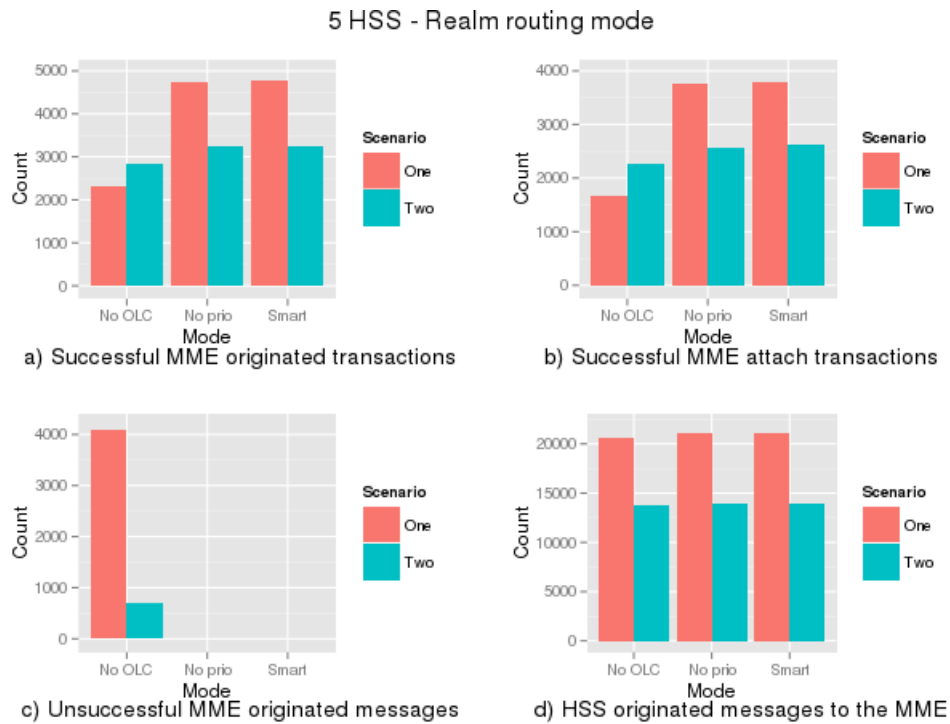 5 HSS - Realm routing mode
5000
4000
3000
2000
1000
0
Count
No OLC No prio Smart
Mode
Scenario
One
Two
a) Successful MME originated transactions
4000
3000
2000
1000
0
Count
No OLC No prio Smart
Mode
Scenario
One
Two
b) Successful MME attach transactions
4000
3000
2000
1000
0
Count
No OLC No prio Smart
Mode
Scenario
One
Two
c) Unsuccessful MME originated messages
20000
15000
10000
5000
0
Count
No OLC No prio Smart
Mode
Scenario
One
Two
d) HSS originated messages to the MME